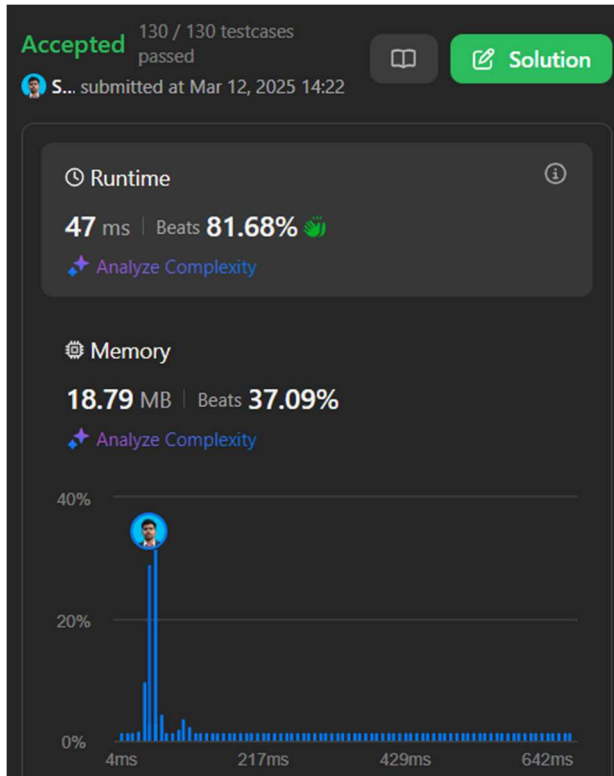 Accepted
130 / 130 testcases
passed
Solution
S... submitted at Mar 12, 2025 14:22
Runtime
47 ms | Beats 81.68%
Analyze Complexity
Memory
18.79 MB | Beats 37.09%
Analyze Complexity
40%
20%
0%
4ms 217ms 429ms 642ms